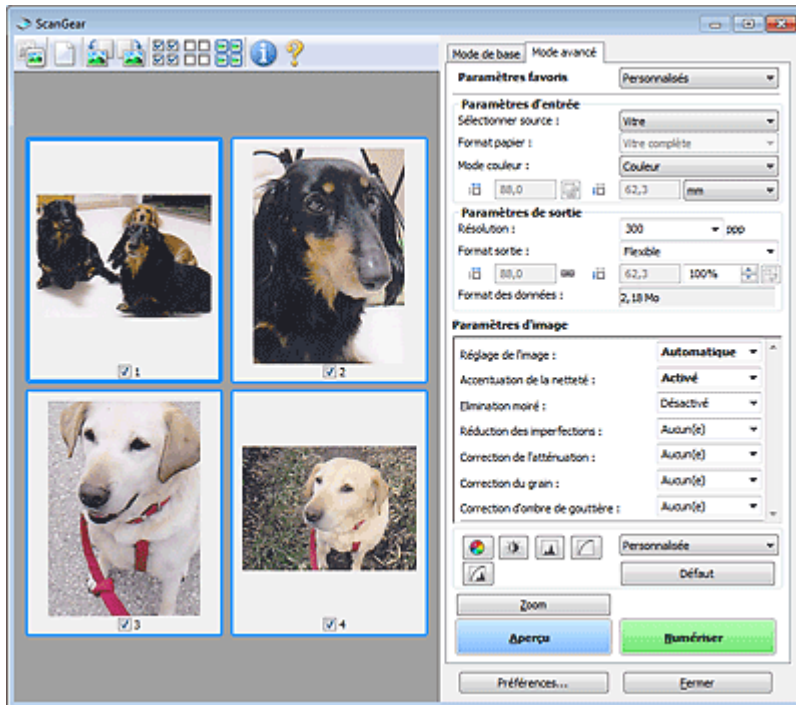 ScanGear
Mode de base Mode avancé
Paramètres favoris Personnalisés
Paramètres d'entrée
Sélectionner source : Vitre
Format papier : Vitre complète
Mode couleur : Couleur
88,0 62,3 mm
Paramètres de sortie
Résolution : 300 ppp
Format sortie : Flexible
88,0 62,3 100%
Format des données : 2,18 Mo
Paramètres d'image
Réglage de l'image : Automatique
Accentuation de la netteté : Activé
Elimination moiré : Désactivé
Réduction des imperfections : Aucun(e)
Correction de l'atténuation : Aucun(e)
Correction du grain : Aucun(e)
Correction d'ombre de gouttière : Aucun(e)
Personnalisée
Défaut
Zoom
Aperçu Numériser
Préférences... Fermer
1 2
3 4